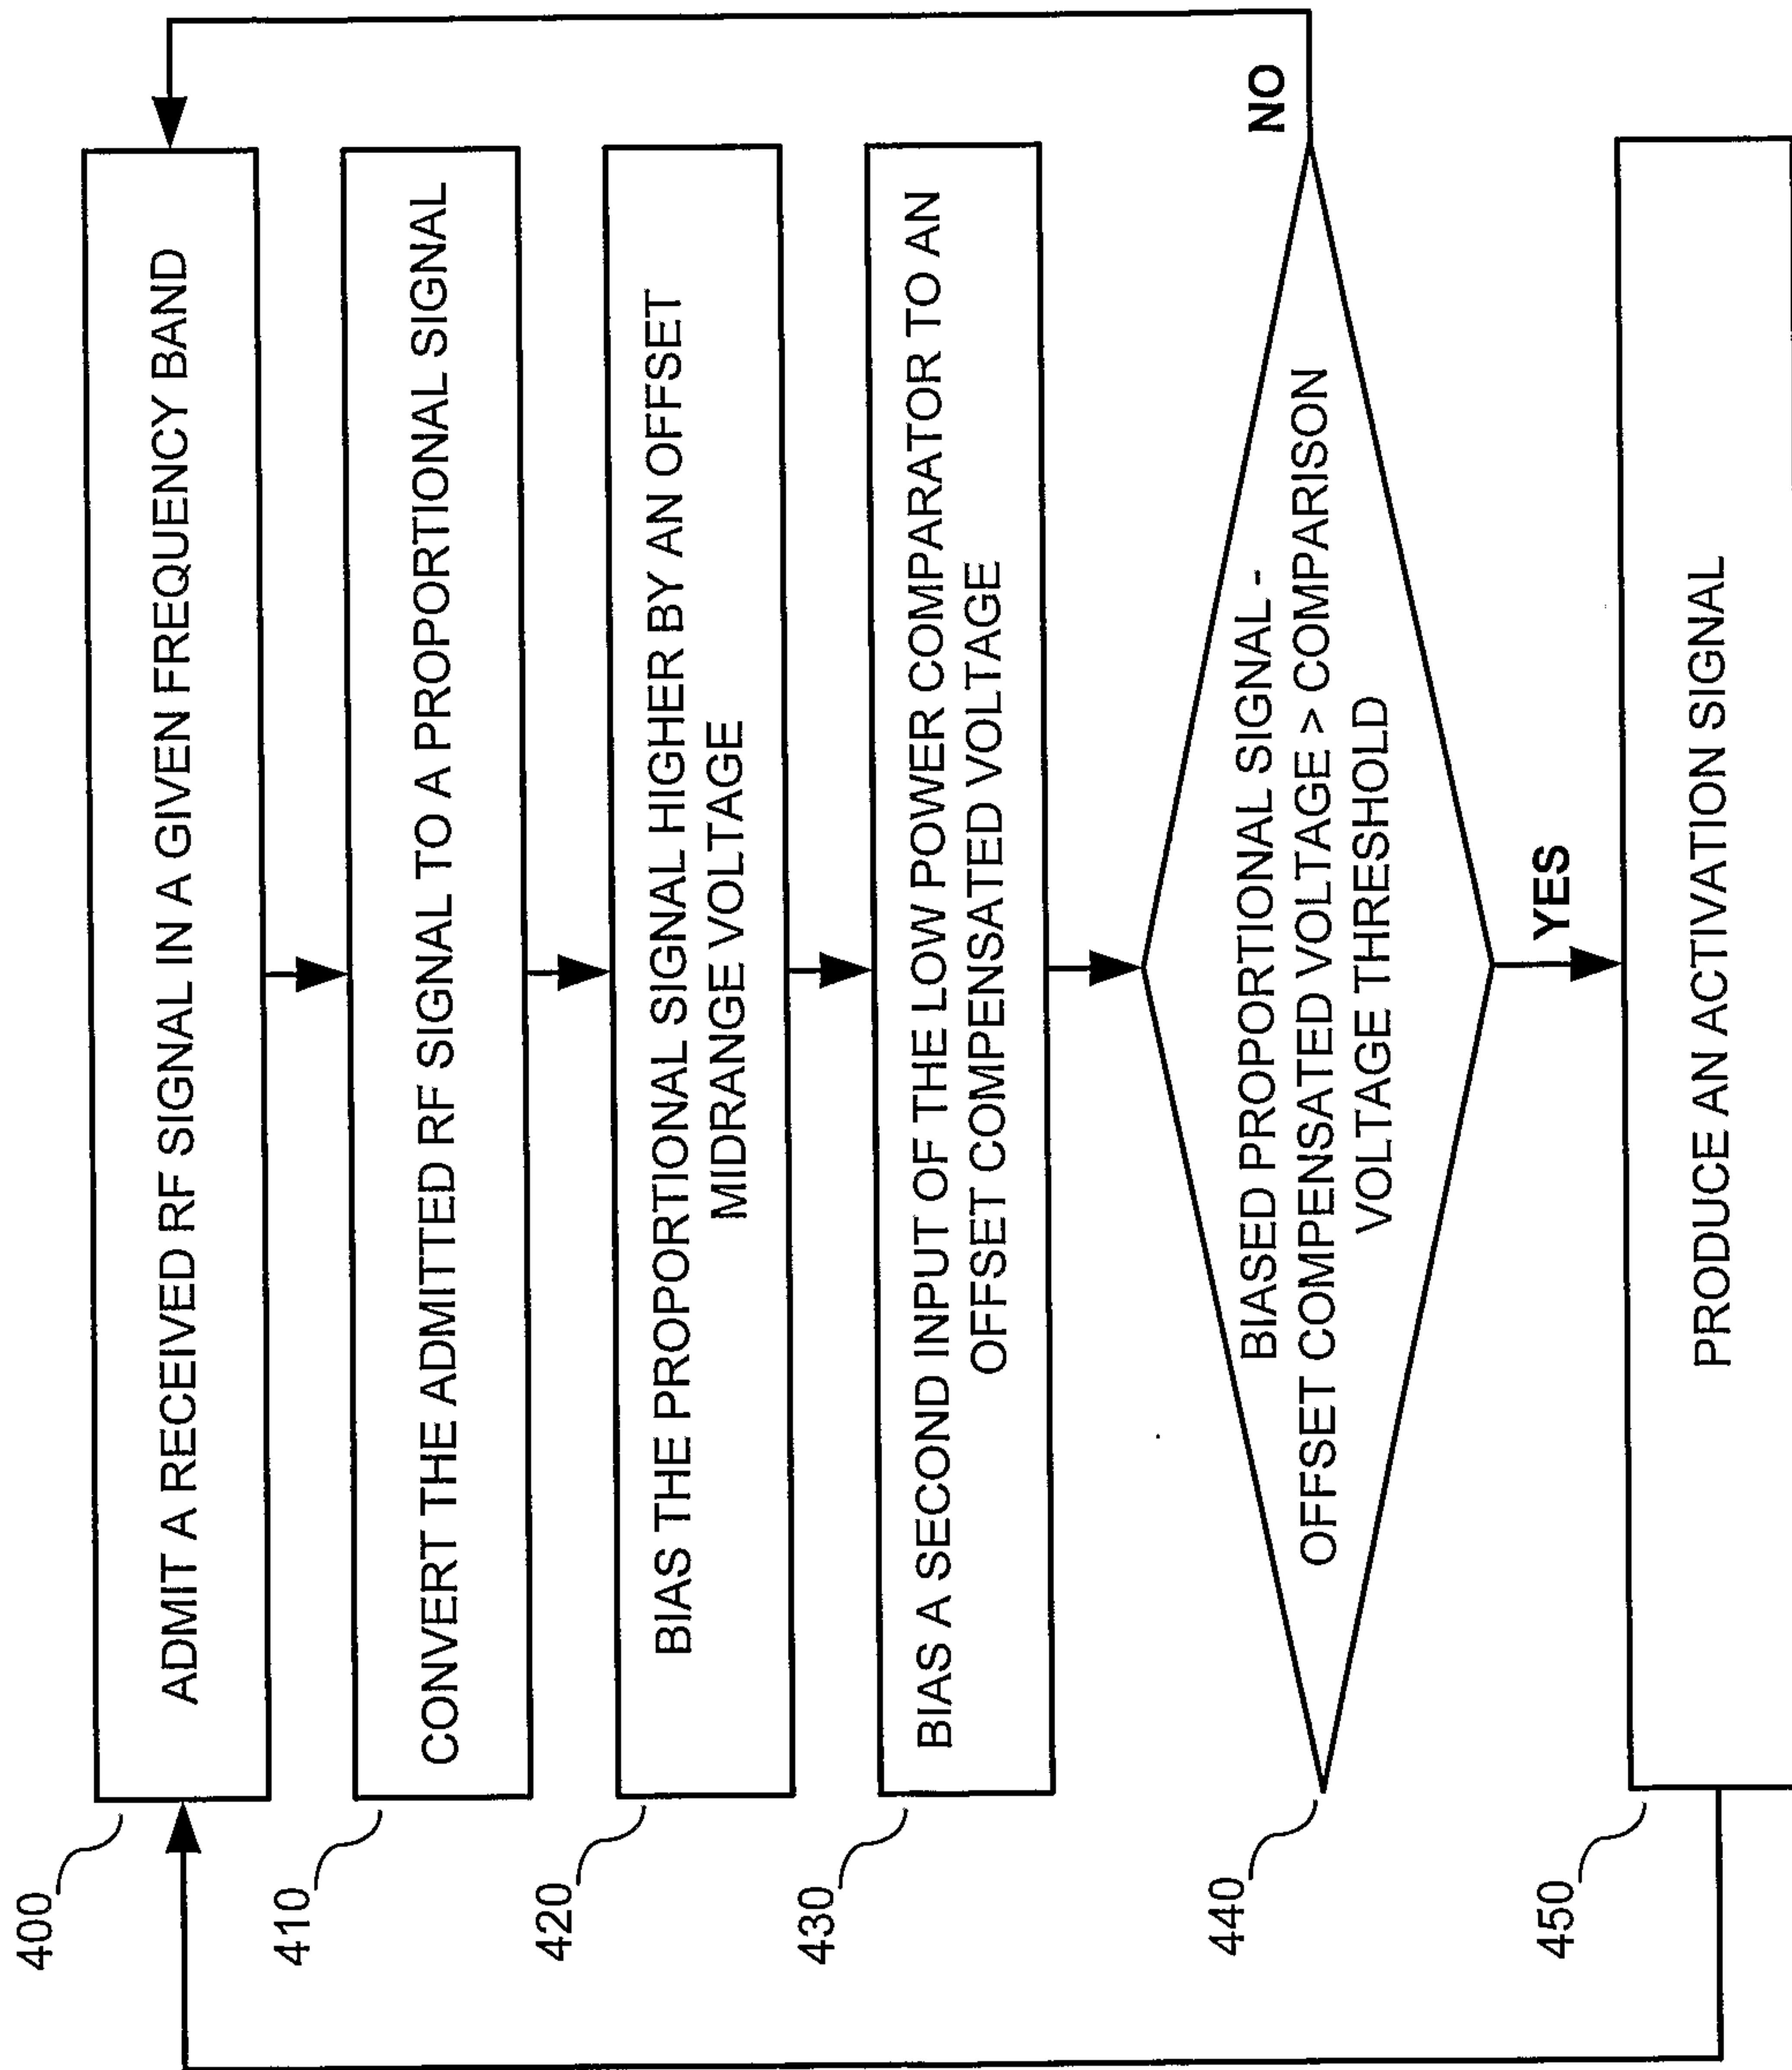 400
ADMIT A RECEIVED RF SIGNAL IN A GIVEN FREQUENCY BAND
410
CONVERT THE ADMITTED RF SIGNAL TO A PROPORTIONAL SIGNAL
420
BIAS THE PROPORTIONAL SIGNAL HIGHER BY AN OFFSET
MIDRANGE VOLTAGE
430
BIAS A SECOND INPUT OF THE LOW POWER COMPARATOR TO AN
OFFSET COMPENSATED VOLTAGE
440
BIASED PROPORTIONAL SIGNAL -
OFFSET COMPENSATED VOLTAGE > COMPARISON
VOLTAGE THRESHOLD
NO
YES
450
PRODUCE AN ACTIVATION SIGNAL